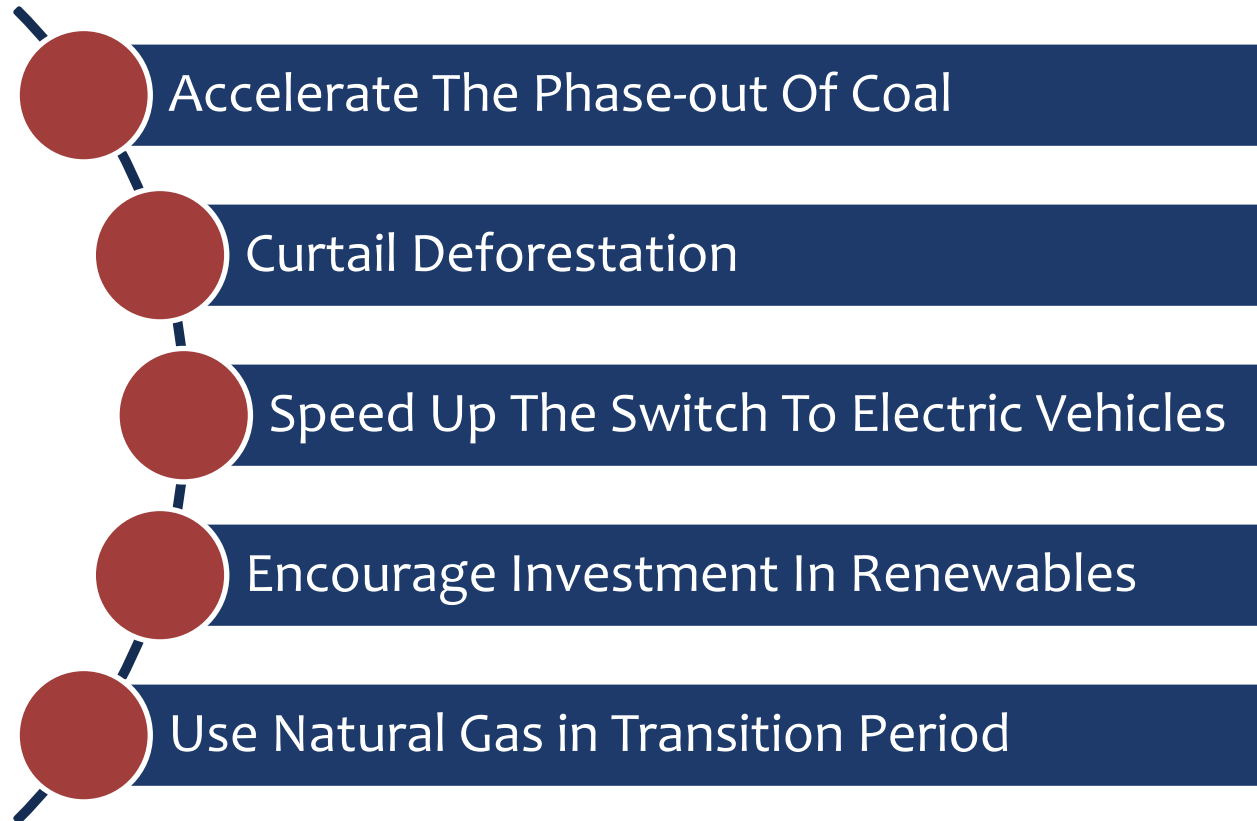 Accelerate The Phase-out Of Coal
Curtail Deforestation
Speed Up The Switch To Electric Vehicles
Encourage Investment In Renewables
Use Natural Gas in Transition Period